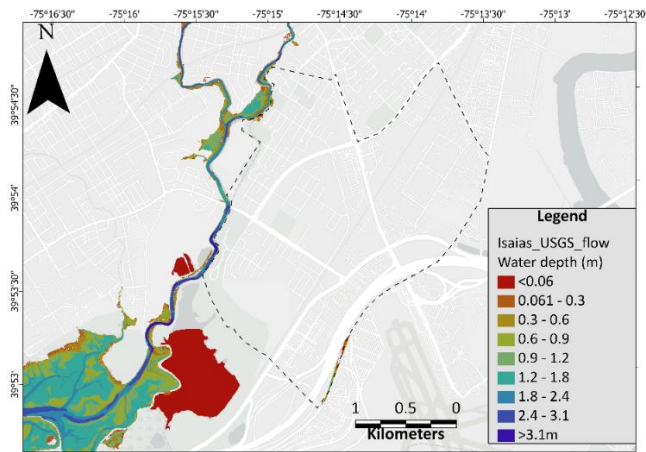 -75°16'30" -75°16' -75°15'30" -75°15' -75°14'30" -75°14' -75°13'30" -75°13' -75°12'30"
N
39°54'30"
39°54'
39°53'30"
39°53'
Legend
Isaias_USGS_flow
Water depth (m)
<0.06
0.061 - 0.3
0.3 - 0.6
0.6 - 0.9
0.9 - 1.2
1.2 - 1.8
1.8 - 2.4
2.4 - 3.1
>3.1m
1 0.5 0
Kilometers